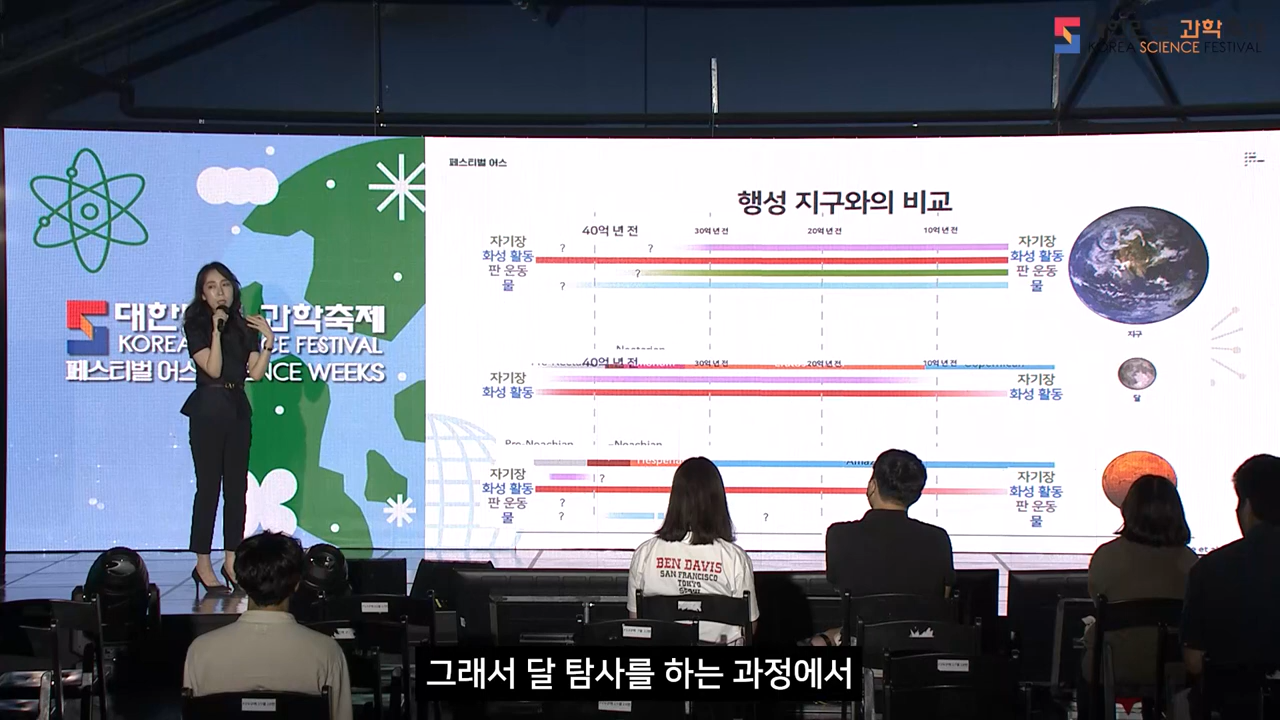 과학
KOREA SCIENCE FESTIVAL
페스티벌 어스
행성 지구와의 비교
40억 년 전
30억 년 전
20억 년 전
10억 년 전
자기장
화성 활동
판 운동
물
?
?
?
?
자기장
화성 활동
판 운동
물
지구
Nectarian
40억 년 전
30억 년 전
20억 년 전
10억 년 전
Copernican
자기장
화성 활동
자기장
화성 활동
달
Pre-Noachian
Noachian
Hesperian
자기장
화성 활동
판 운동
물
?
?
?
?
자기장
화성 활동
판 운동
물
대한 과학축제
KOREA SCIENCE FESTIVAL
페스티벌 어스 SCIENCE WEEKS
BEN DAVIS
SAN FRANCISCO
TOKYO
그래서 달 탐사를 하는 과정에서